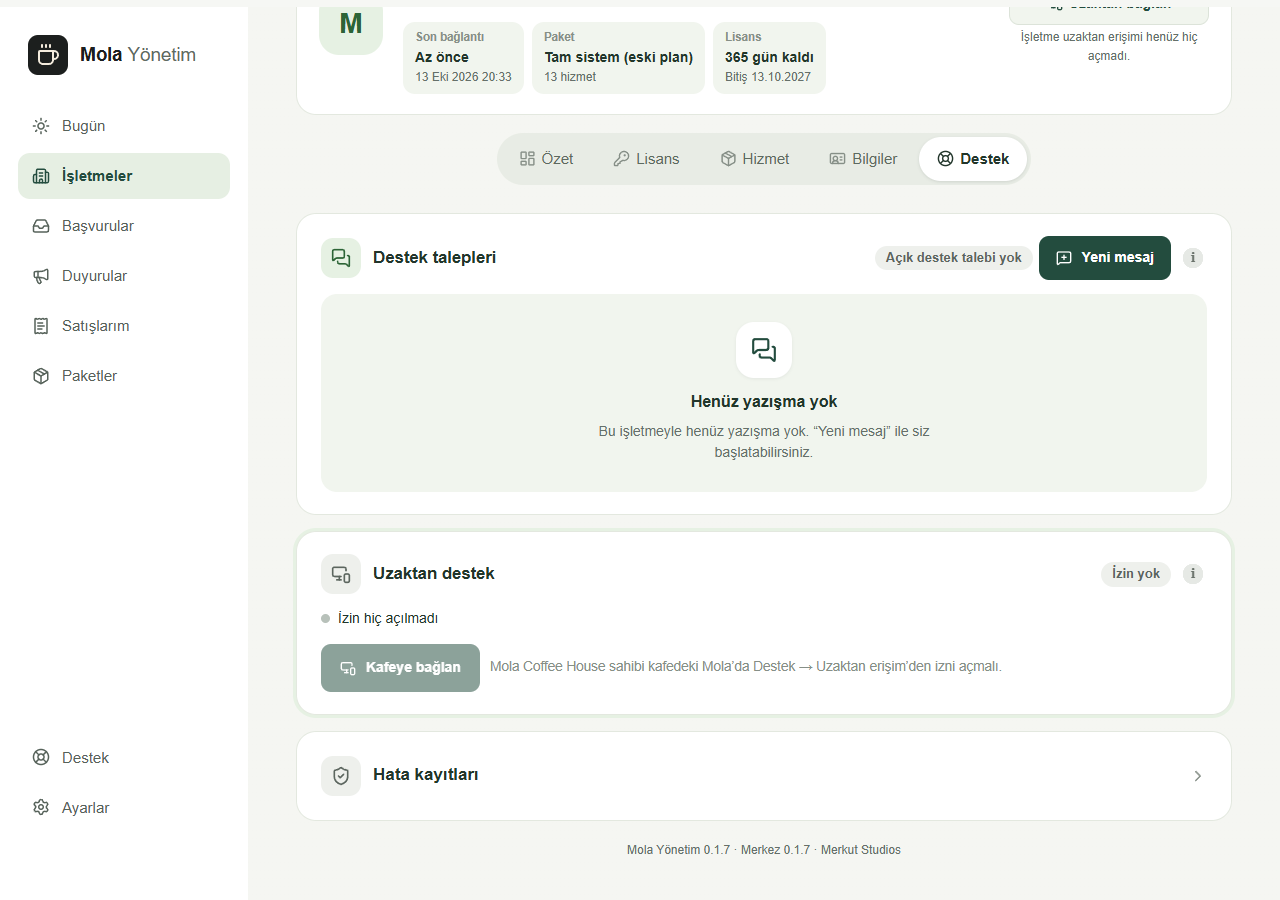 Mola Yönetim
Bugün
İşletmeler
Başvurular
Duyurular
Satışlarım
Paketler
Destek
Ayarlar
M
Son bağlantı
Az önce
13 Eki 2026 20:33
Paket
Tam sistem (eski plan)
13 hizmet
Lisans
365 gün kaldı
Bitiş 13.10.2027
İşletme uzaktan erişimi henüz hiç
açmadı.
Özet
Lisans
Hizmet
Bilgiler
Destek
Destek talepleri
Açık destek talebi yok
Yeni mesaj
i
Henüz yazışma yok
Bu işletmeyle henüz yazışma yok. “Yeni mesaj” ile siz
başlatabilirsiniz.
Uzaktan destek
İzin yok
i
İzin hiç açılmadı
Kafeye bağlan
Mola Coffee House sahibi kafedeki Mola’da Destek → Uzaktan erişim’den izni açmalı.
Hata kayıtları
Mola Yönetim 0.1.7 · Merkez 0.1.7 · Merkut Studios